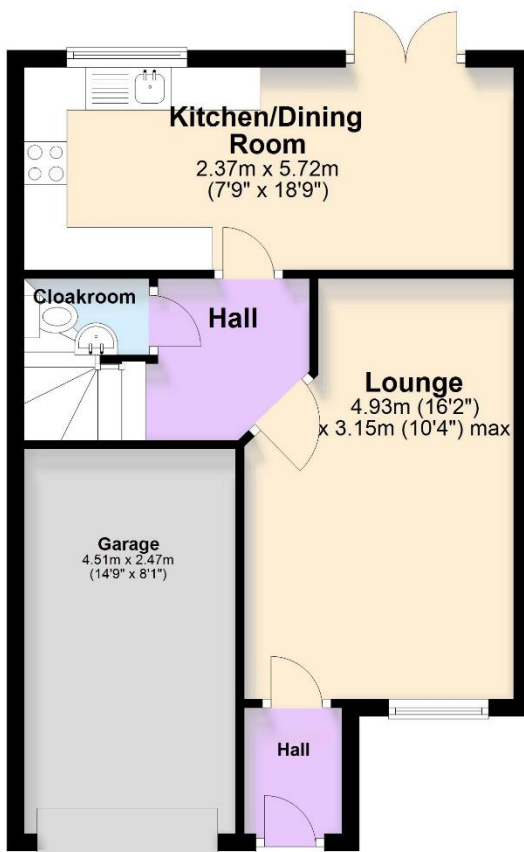 Kitchen/Dining
Room
2.37m x 5.72m
(7'9" x 18'9")
Cloakroom
Hall
Lounge
4.93m (16'2")
x 3.15m (10'4") max
Garage
4.51m x 2.47m
(14'9" x 8'1")
Hall